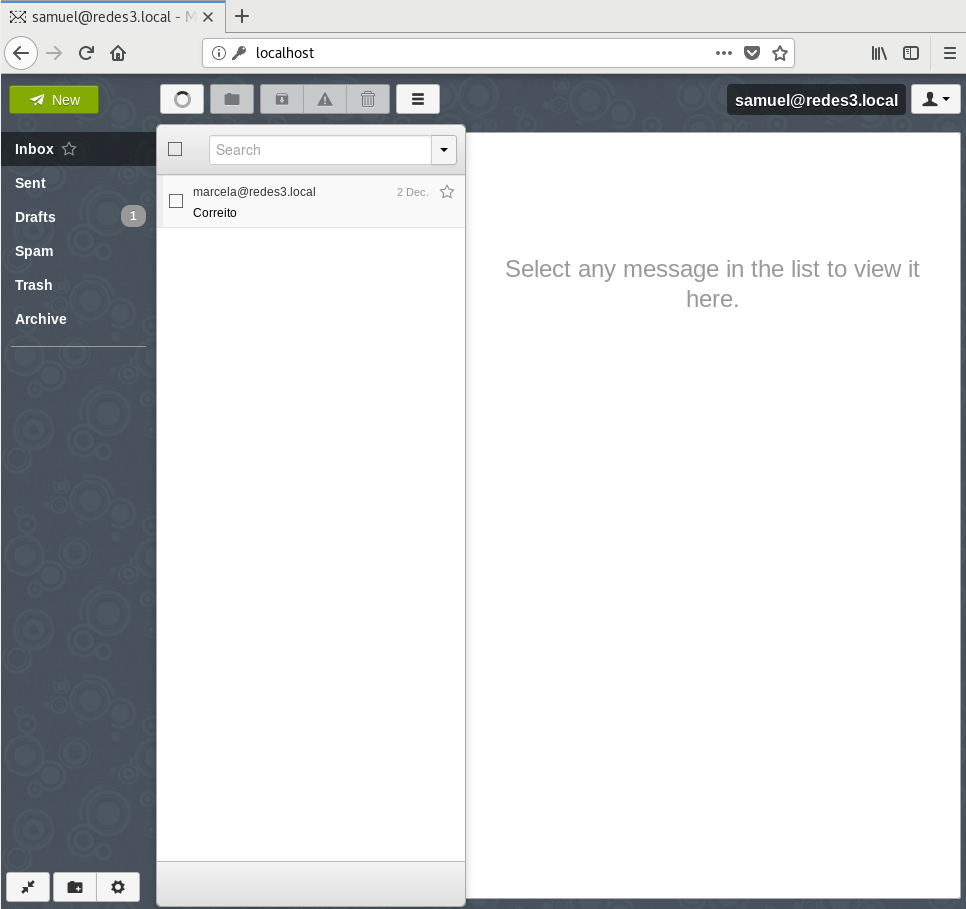 samuel@redes3.local - M
localhost
New
samuel@redes3.local
Inbox
Sent
Drafts 1
Spam
Trash
Archive
Search
marcela@redes3.local 2 Dec.
Correito
Select any message in the list to view it
here.